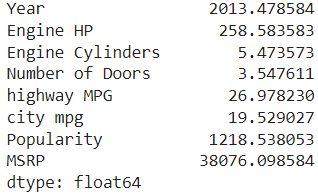 Year 2013.478584
Engine HP 258.583583
Engine Cylinders 5.473573
Number of Doors 3.547611
highway MPG 26.978230
city mpg 19.529027
Popularity 1218.538053
MSRP 38076.098584
dtype: float64